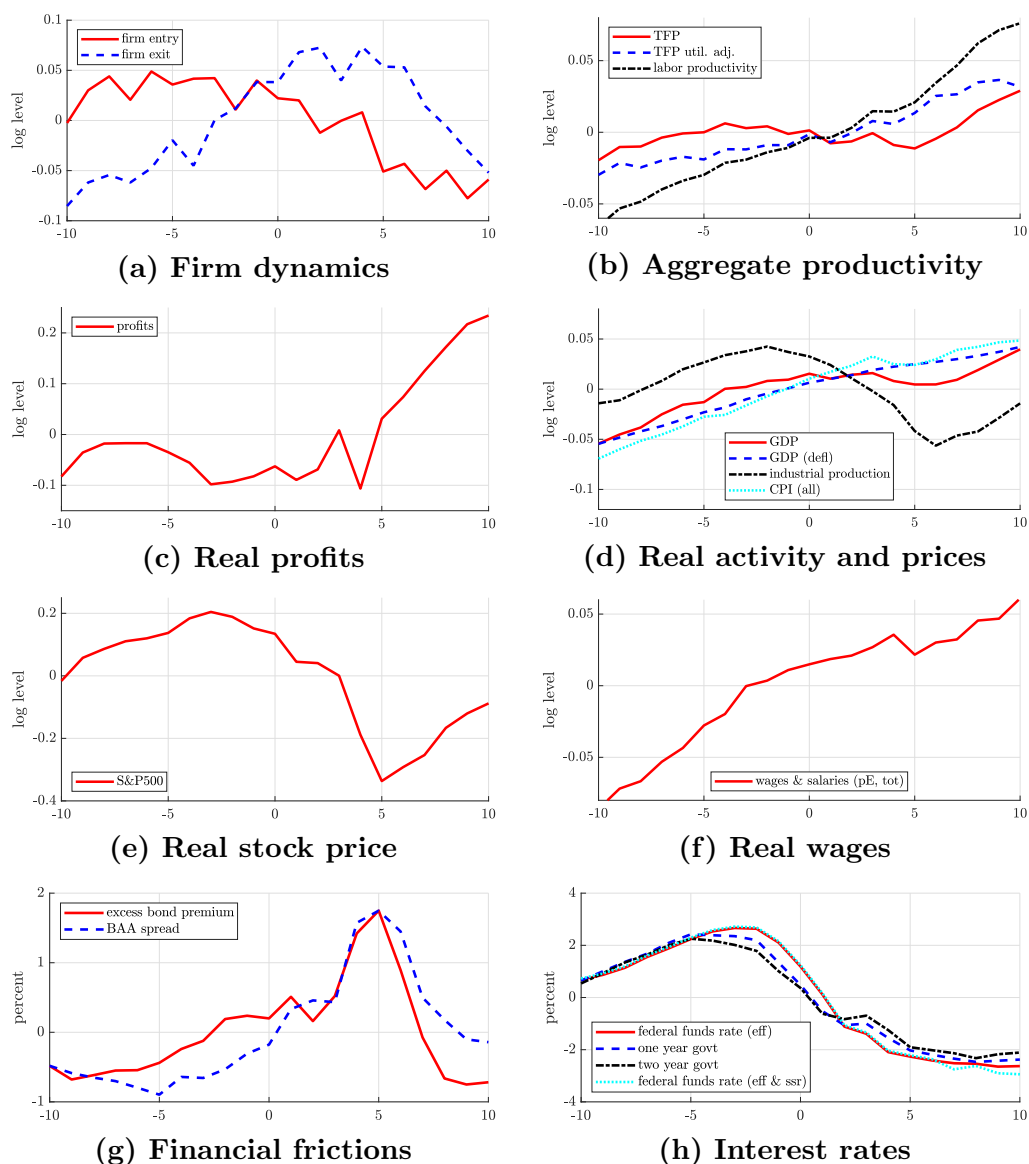 0.1
0.05
0
-0.05
-0.1
log level
firm entry
firm exit
-10
-5
0
5
10
(a) Firm dynamics
0.05
0
-0.05
log level
TFP
TFP util. adj.
labor productivity
-10
-5
0
5
10
(b) Aggregate productivity
0.2
0.1
0
-0.1
log level
profits
-10
-5
0
5
10
(c) Real profits
0.05
0
-0.05
-0.1
log level
GDP
GDP (defl)
industrial production
CPI (all)
-10
-5
0
5
10
(d) Real activity and prices
0.2
0
-0.2
-0.4
log level
S&P500
-10
-5
0
5
10
(e) Real stock price
0.05
0
-0.05
log level
wages & salaries (pE, tot)
-10
-5
0
5
10
(f) Real wages
2
1
0
-1
percent
excess bond premium
BAA spread
-10
-5
0
5
10
(g) Financial frictions
4
2
0
-2
-4
percent
federal funds rate (eff)
one year govt
two year govt
federal funds rate (eff & ssr)
-10
-5
0
5
10
(h) Interest rates